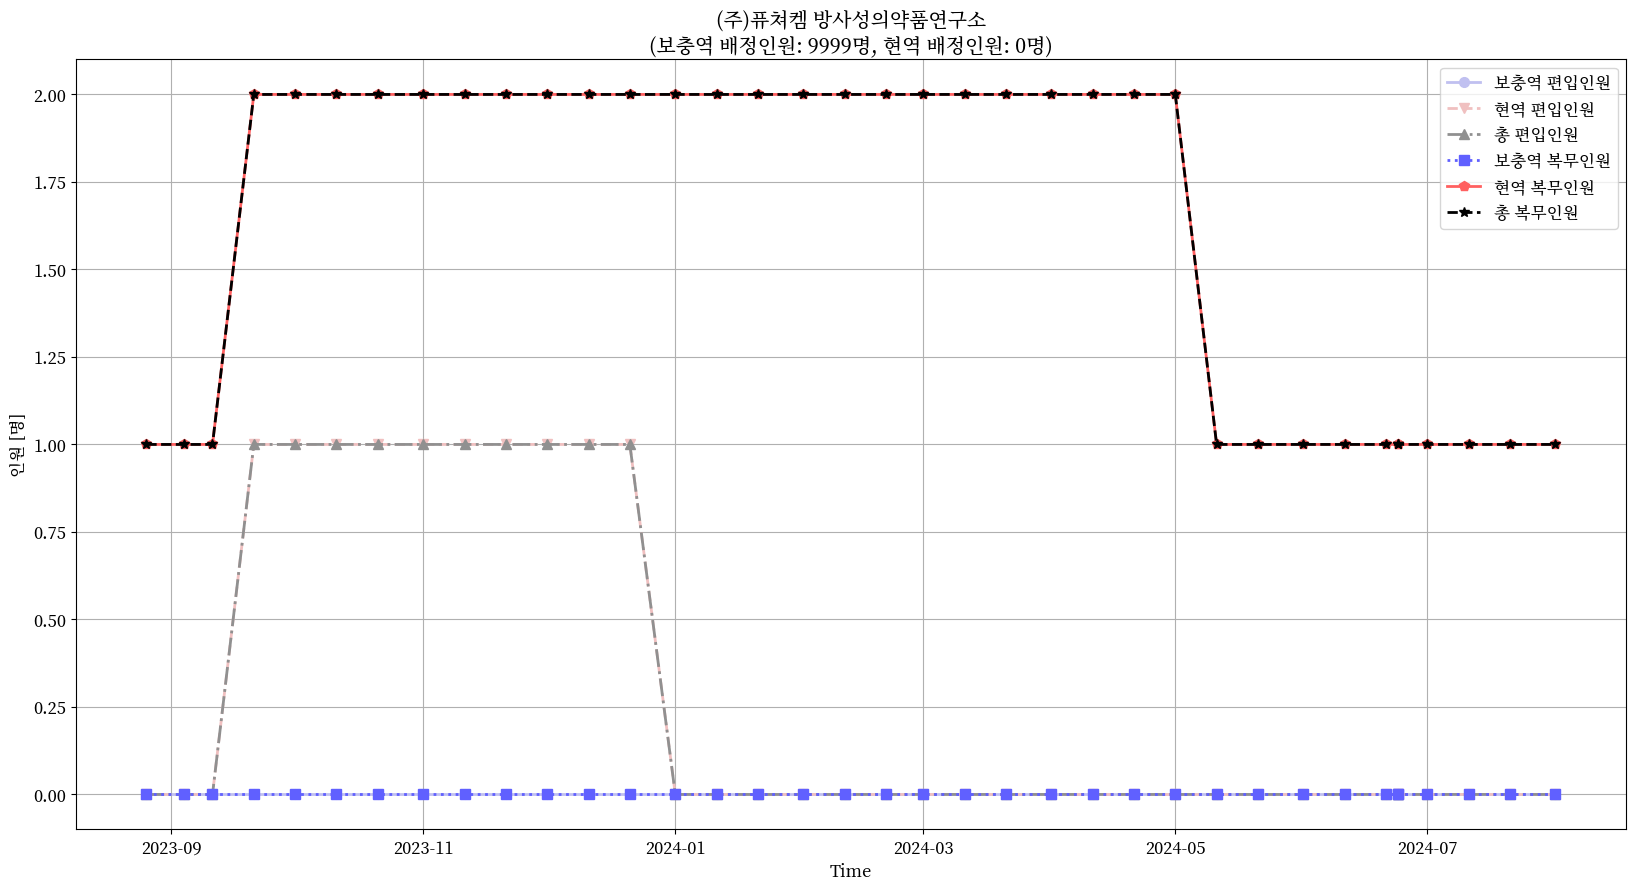 (주)퓨쳐켐 방사성의약품연구소
(보충역 배정인원: 9999명, 현역 배정인원: 0명)
보충역 편입인원
현역 편입인원
총 편입인원
보충역 복무인원
현역 복무인원
총 복무인원
인원 [명]
2.00
1.75
1.50
1.25
1.00
0.75
0.50
0.25
0.00
2023-09
2023-11
2024-01
2024-03
2024-05
2024-07
Time